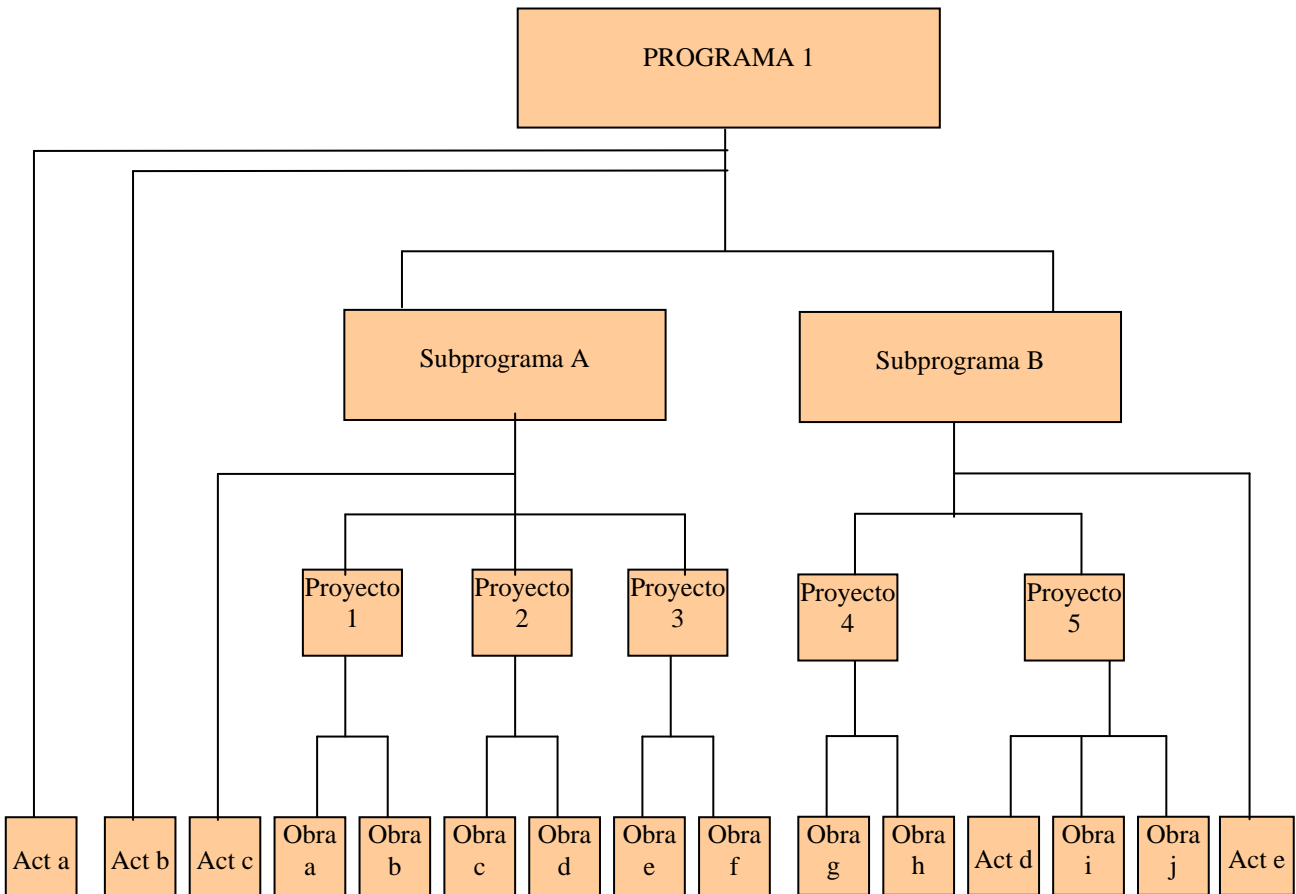 PROGRAMA 1
Subprograma A
Subprograma B
Proyecto
1
Proyecto
2
Proyecto
3
Proyecto
4
Proyecto
5
Act a
Act b
Act c
Obra
a
Obra
b
Obra
c
Obra
d
Obra
e
Obra
f
Obra
g
Obra
h
Act d
Obra
i
Obra
j
Act e